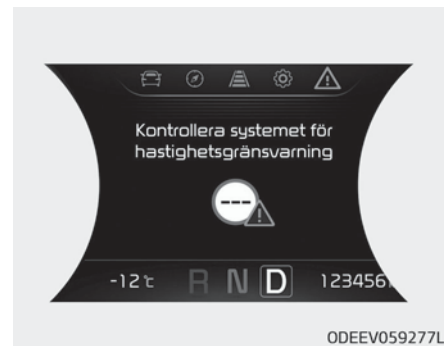 Kontrollera systemet för
hastighetsgränsvarning
---
-12℃ R N D 123456
ODEEV059277L